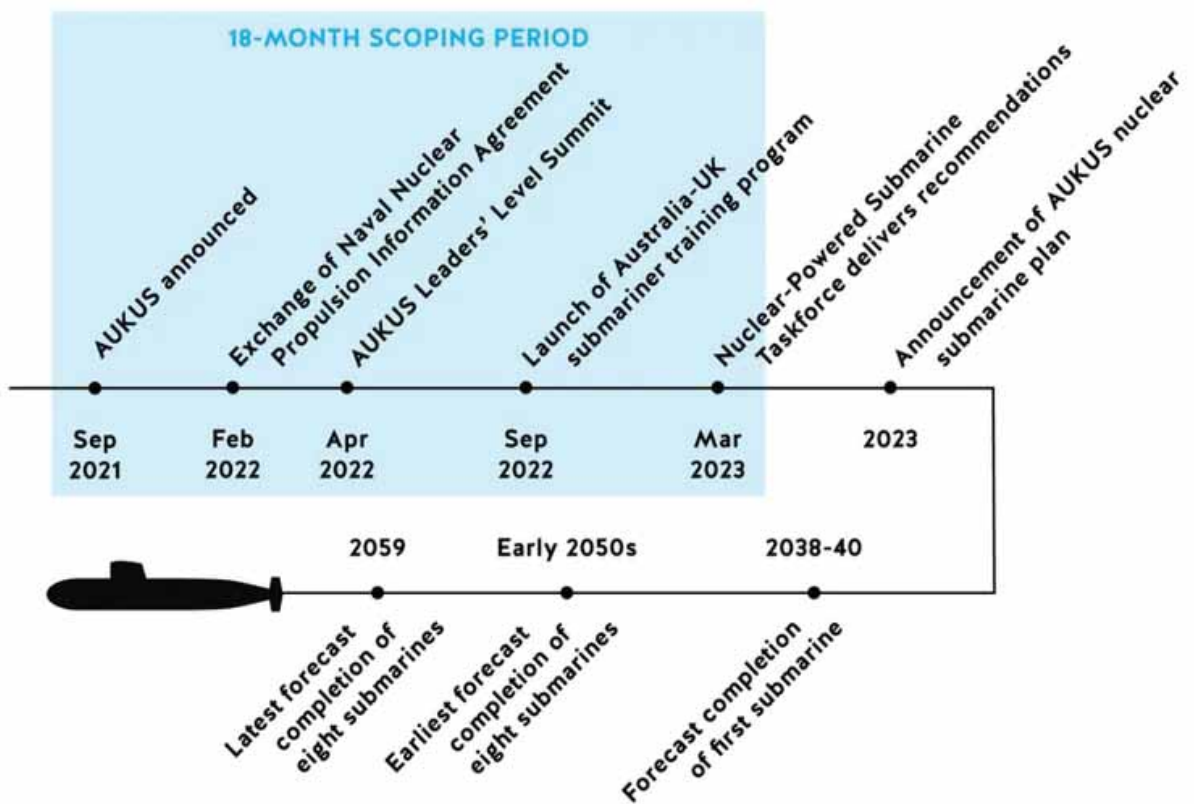 18-MONTH SCOPING PERIOD
AUKUS announced
Exchange of Naval Nuclear
Propulsion Information Agreement
AUKUS Leaders' Level Summit
Launch of Australia-UK
submariner training program
Nuclear-Powered Submarine
Taskforce delivers recommendations
Announcement of AUKUS nuclear
submarine plan
Sep
2021
Feb
2022
Apr
2022
Sep
2022
Mar
2023
2023
2059
Early 2050s
2038-40
Latest forecast
completion of
eight submarines
Earliest forecast
completion of
eight submarines
Forecast completion
of first submarine